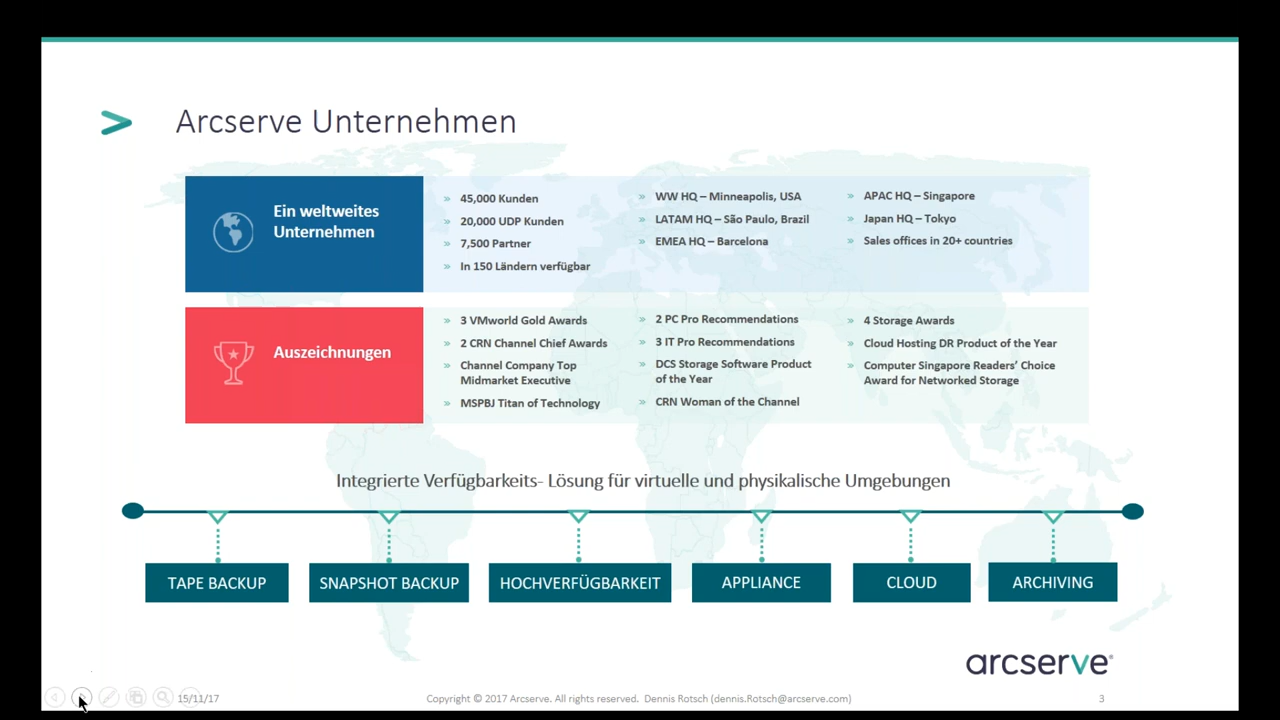 Arcserve Unternehmen
Ein weltweites
Unternehmen
45,000 Kunden
20,000 UDP Kunden
7,500 Partner
In 150 Ländern verfügbar
WW HQ – Minneapolis, USA
LATAM HQ – São Paulo, Brazil
EMEA HQ – Barcelona
APAC HQ – Singapore
Japan HQ – Tokyo
Sales offices in 20+ countries
Auszeichnungen
3 VMworld Gold Awards
2 CRN Channel Chief Awards
Channel Company Top
Midmarket Executive
MSPBJ Titan of Technology
2 PC Pro Recommendations
3 IT Pro Recommendations
DCS Storage Software Product
of the Year
CRN Woman of the Channel
4 Storage Awards
Cloud Hosting DR Product of the Year
Computer Singapore Readers’ Choice
Award for Networked Storage
Integrierte Verfügbarkeits- Lösung für virtuelle und physikalische Umgebungen
TAPE BACKUP
SNAPSHOT BACKUP
HOCHVERFÜGBARKEIT
APPLIANCE
CLOUD
ARCHIVING
arcserve®
15/11/17
Copyright © 2017 Arcserve. All rights reserved. Dennis Rotsch (dennis.Rotsch@arcserve.com)
3